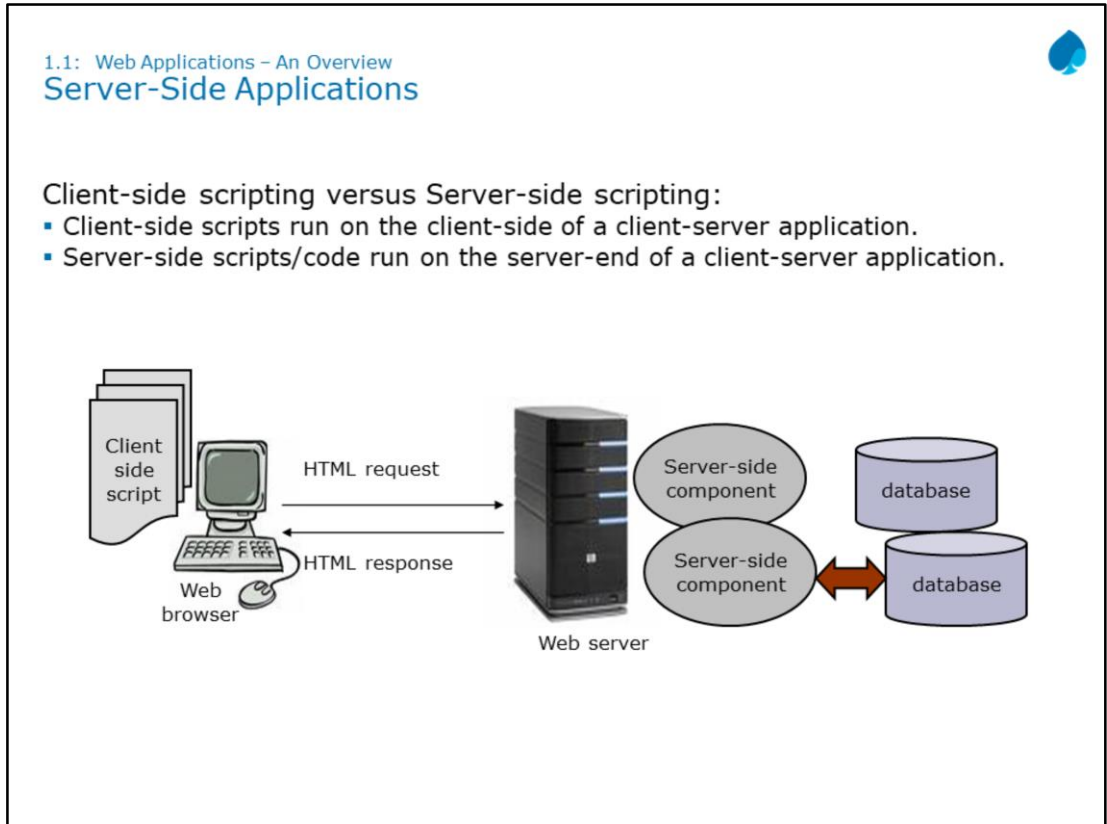 1.1: Web Applications – An Overview
Server-Side Applications
Client-side scripting versus Server-side scripting:
▪ Client-side scripts run on the client-side of a client-server application.
▪ Server-side scripts/code run on the server-end of a client-server application.
Client
side
script
HTML request
HTML response
Web
browser
Web server
Server-side
component
Server-side
component
database
database